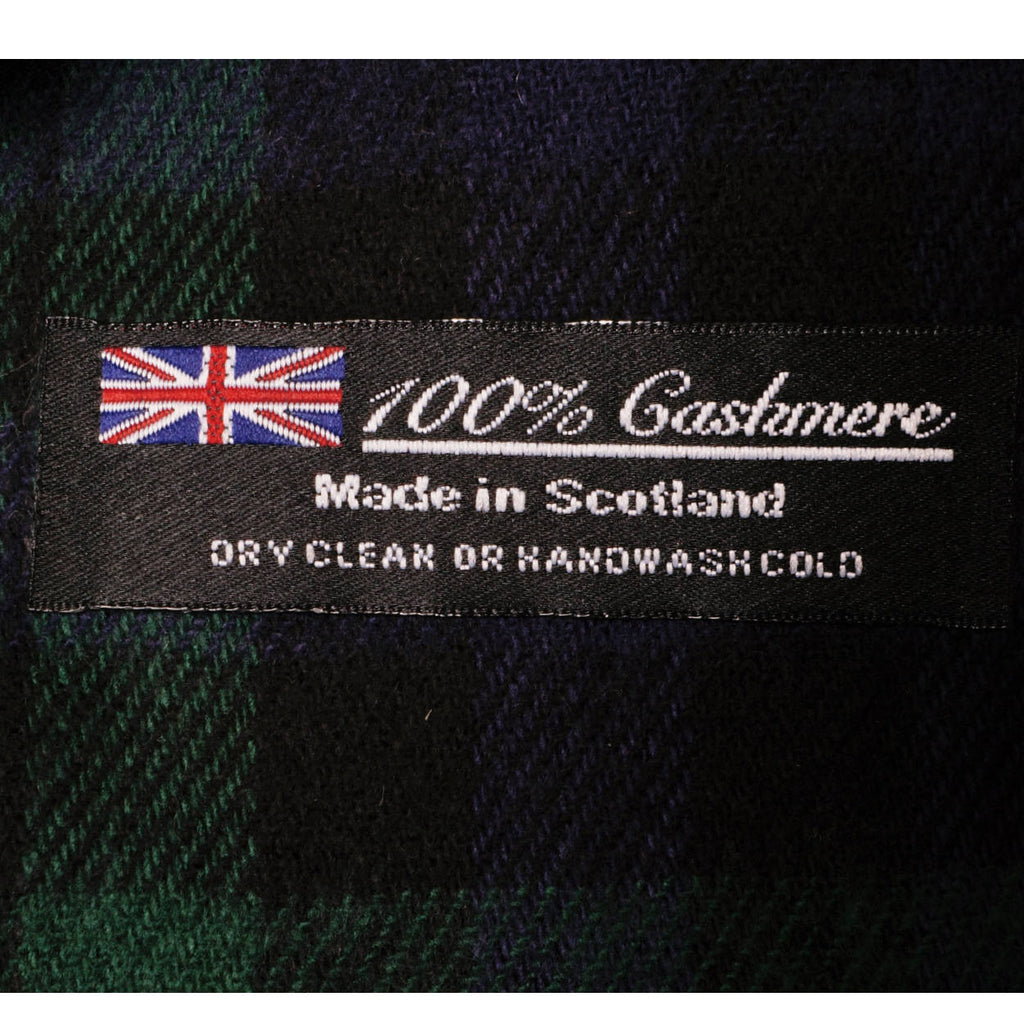 100% Cashmere
Made in Scotland
DRY CLEAN OR HANDWASH COLD